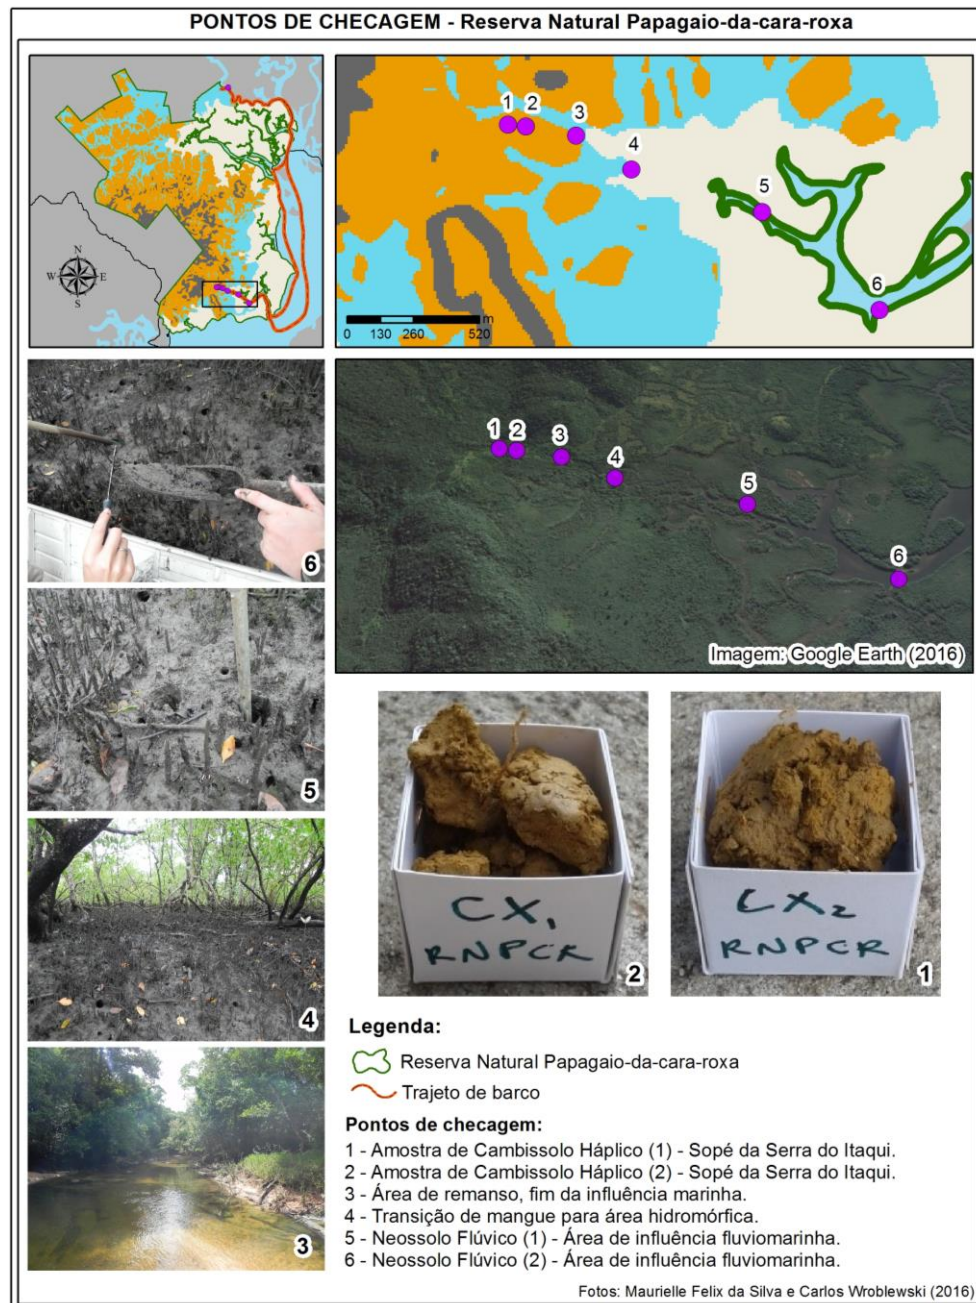 PONTOS DE CHECAGEM - Reserva Natural Papagaio-da-cara-roxa
N
W E
S
1 2 3
4
5
6
0 130 260 520 m
1 2 3
4
5
6
Imagem: Google Earth (2016)
6
5
4
3
CX1
RNPCR
2
CX2
RNPCR
1
Legenda:
Reserva Natural Papagaio-da-cara-roxa
Trajeto de barco
Pontos de checagem:
1 - Amostra de Cambissolo Háplico (1) - Sopé da Serra do Itaqui.
2 - Amostra de Cambissolo Háplico (2) - Sopé da Serra do Itaqui.
3 - Área de remanso, fim da influência marinha.
4 - Transição de mangue para área hidromórfica.
5 - Neossolo Flúvico (1) - Área de influência fluviomarinha.
6 - Neossolo Flúvico (2) - Área de influência fluviomarinha.
Fotos: Maurielle Felix da Silva e Carlos Wroblewski (2016)